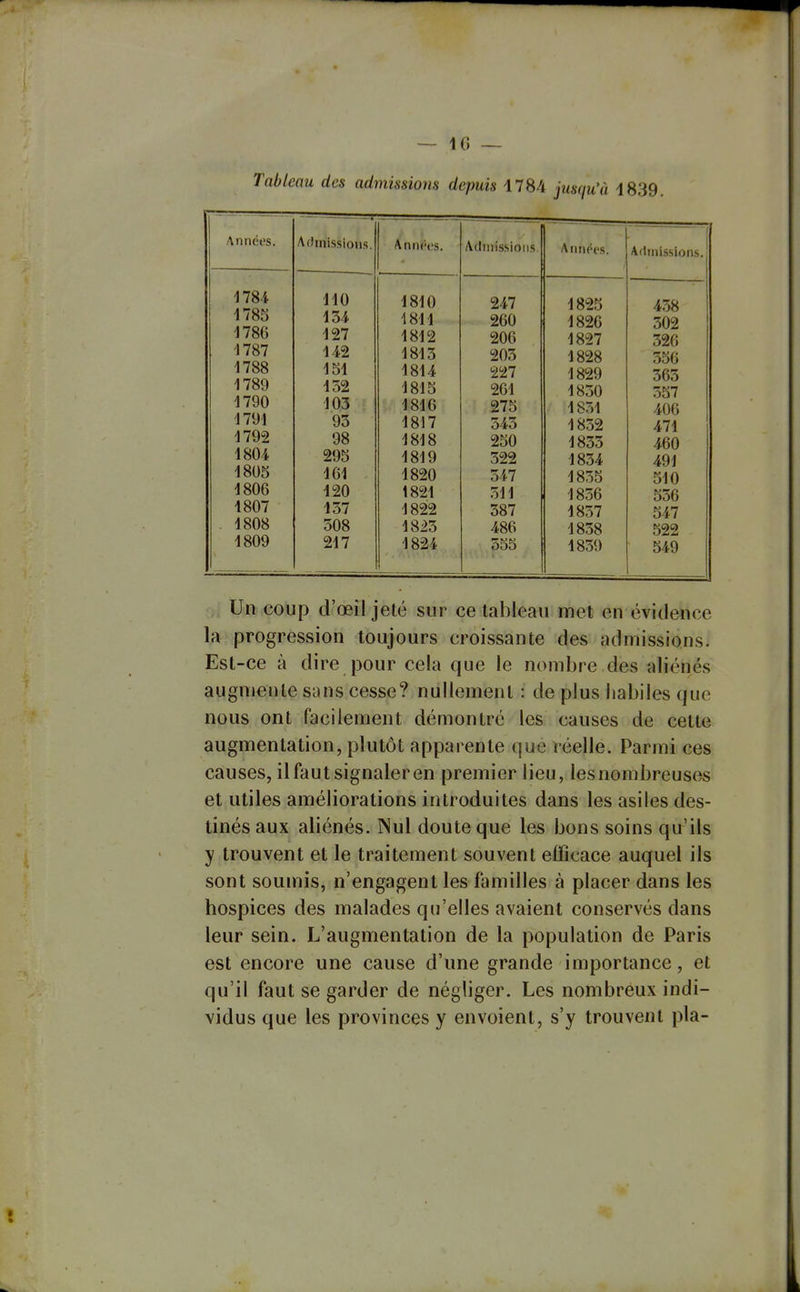 — 16 —
Tableau des admissions depuis 1784 jusqu'à 1839.
Années. Admissions. Années. Admissions. Années. Admissions.
1784 110 1810 247 1825 438
1785 134 1811 260 1826 302
1786 127 1812 206 1827 326
1787 142 1813 203 1828 356
1788 151 1814 227 1829 363
1789 132 1815 261 1830 357
1790 103 1816 275 1831 406
1791 93 1817 343 1832 471
1792 98 1818 250 1833 460
1804 295 1819 322 1834 491
1805 161 1820 347 1835 510
1806 120 1821 311 1836 536
1807 137 1822 387 1837 547
1808 308 1823 486 1838 522
1809 217 1824 355 1839 549
Un coup d'œil jeté sur ce tableau met en évidence
la progression toujours croissante des admissions.
Est-ce à dire pour cela que le nombre des aliénés
augmente sans cesse? nullement : de plus habiles que
nous ont facilement démontré les causes de cette
augmentation, plutôt apparente que réelle. Parmi ces
causes, il faut signaler en premier lieu, les nombreuses
et utiles améliorations introduites dans les asiles des-
tinés aux aliénés. Nul doute que les bons soins qu'ils
y trouvent et le traitement souvent efficace auquel ils
sont soumis, n'engagent les familles à placer dans les
hospices des malades qu'elles avaient conservés dans
leur sein. L'augmentation de la population de Paris
est encore une cause d'une grande importance, et
qu'il faut se garder de négliger. Les nombreux indi-
vidus que les provinces y envoient, s'y trouvent pla-